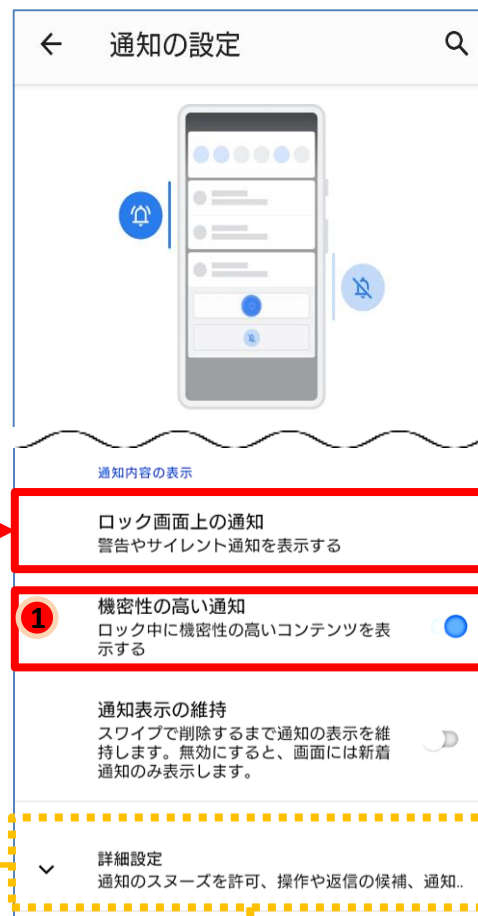 通知の設定
通知内容の表示
ロック画面上の通知
警告やサイレント通知を表示する
1
機密性の高い通知
ロック中に機密性の高いコンテンツを表
示する
通知表示の維持
スワイプで削除するまで通知の表示を維
持します。無効にすると、画面には新着
通知のみ表示します。
詳細設定
通知のスヌーズを許可、操作や返信の候補、通知..